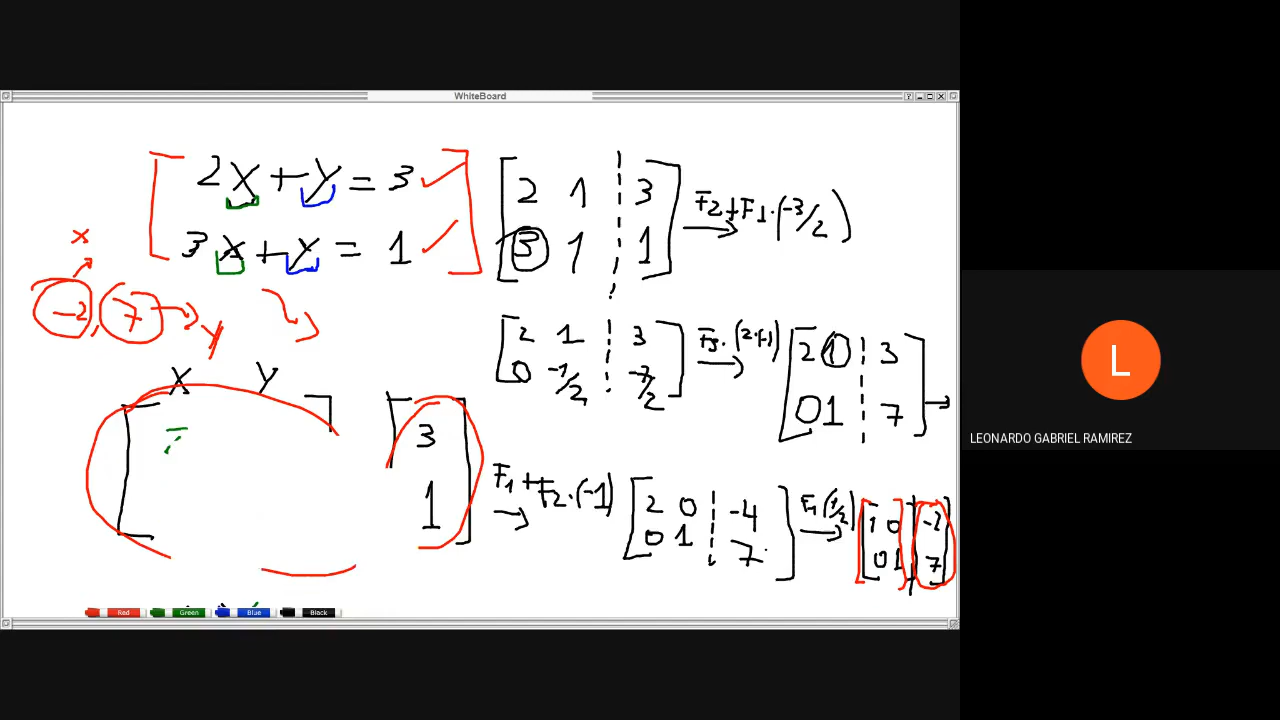 WhiteBoard
2x + y = 3
3x + y = 1
x
-2, 7
y
x y
3
1
2 1 3
3 1 1
F2+F1·(-3/2)
2 1 3
0 -1/2 -7/2
(2·(-1)
2 0 1 3
0 1 7
F1 + F2·(-1)
2 0 -4
0 1 7
F1(1/2)
1 0 -2
0 1 7
Red Green Blue Black
L
LEONARDO GABRIEL RAMIREZ